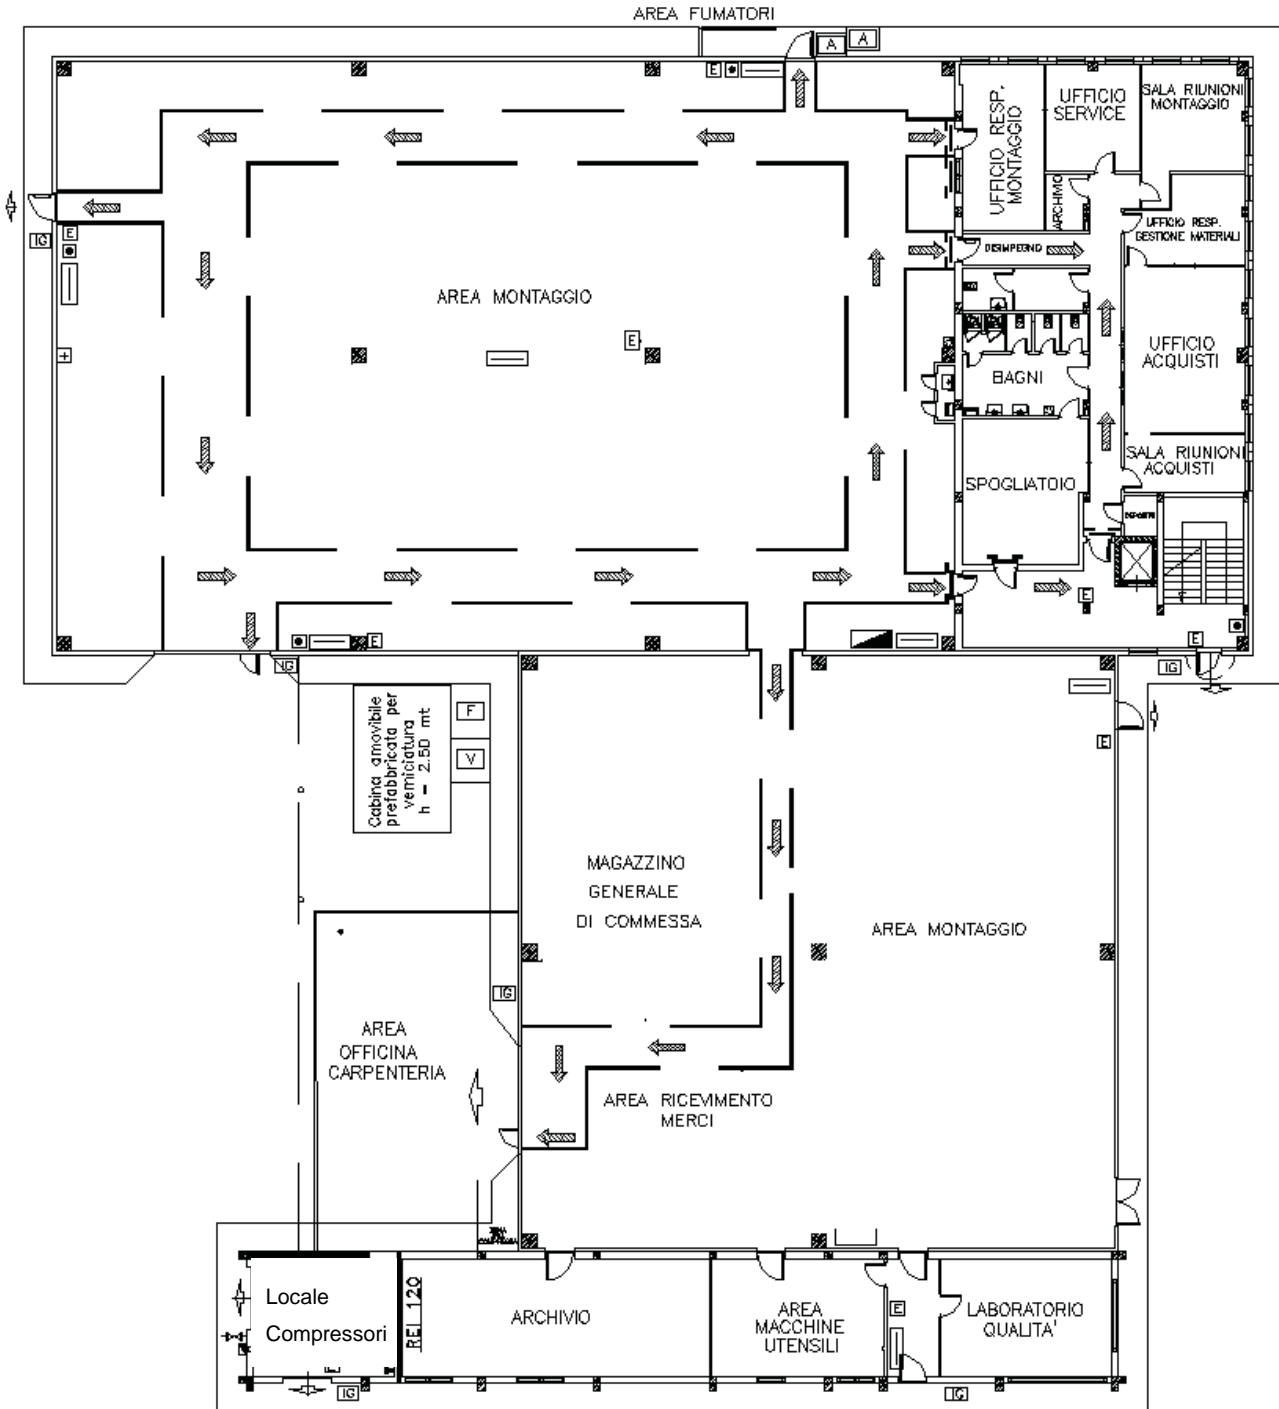 AREA FUMATORI
A
A
E
UFFICIO RESP.
MONTAGGIO
UFFICIO
SERVICE
SALA RIUNIONI
MONTAGGIO
ARCHIVIO
UFFICIO RESP.
GESTIONE MATERIALI
DISIMPEGNO
IG
E
AREA MONTAGGIO
E
UFFICIO
ACQUISTI
BAGNI
SALA RIUNIONI
ACQUISTI
SPOGLIATOIO
E
E
E
IG
IG
Cabina amovibile
prefabbricata per
verniciatura
h = 2.50 mt
F
V
E
MAGAZZINO
GENERALE
DI COMMESSA
AREA MONTAGGIO
IG
AREA
OFFICINA
CARPENTERIA
AREA RICEVIMENTO
MERCI
Locale
Compressori
REI 120
ARCHIVIO
AREA
MACCHINE
UTENSILI
E
LABORATORIO
QUALITA'
IG
IG